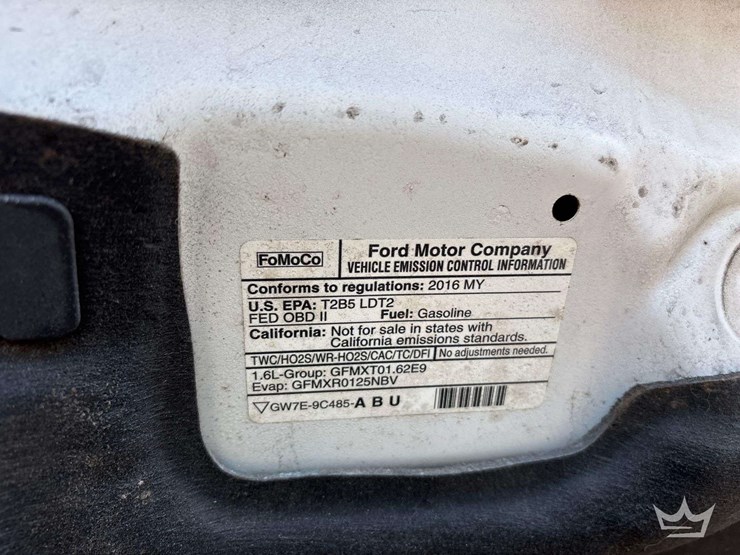 FoMoCo
Ford Motor Company
VEHICLE EMISSION CONTROL INFORMATION
Conforms to regulations: 2016 MY
U.S. EPA: T2B5 LDT2
FED OBD II Fuel: Gasoline
California: Not for sale in states with
California emissions standards.
TWC/HO2S/WR-HO2S/CAC/TC/DFI No adjustments needed.
1.6L-Group: GFMXT01.62E9
Evap: GFMXR0125NBV
GW7E-9C485-A B U